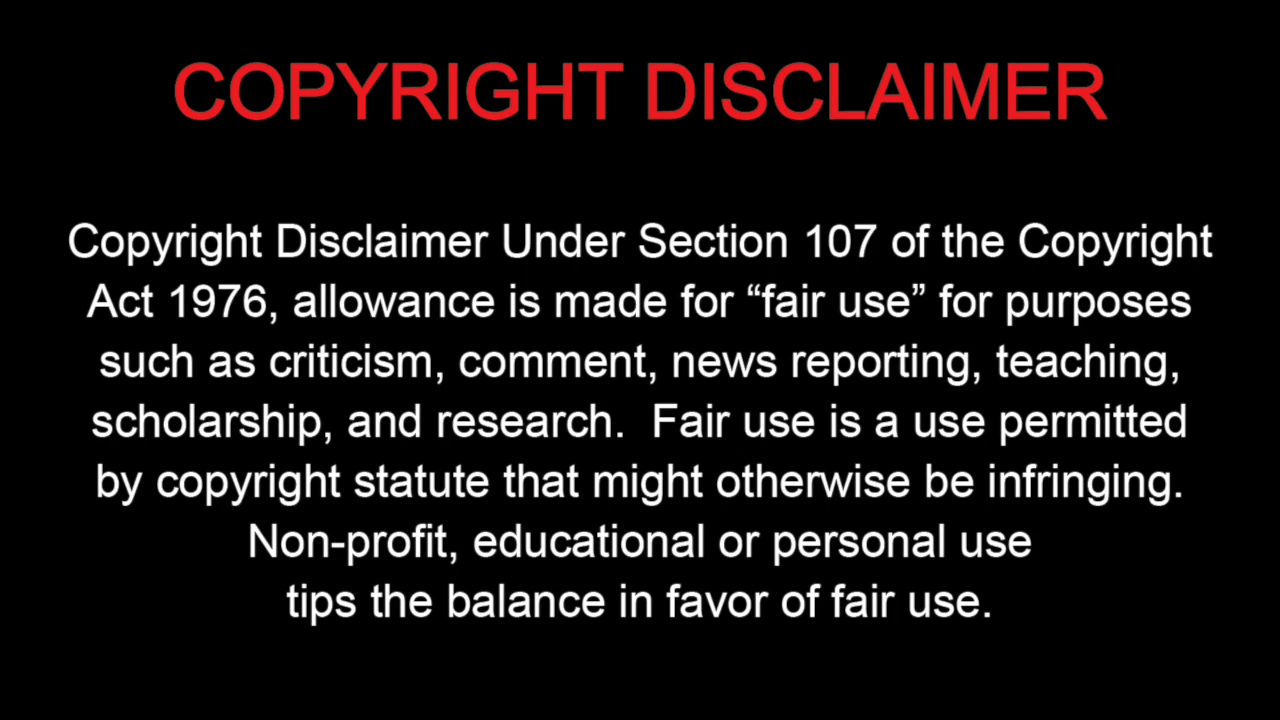 COPYRIGHT DISCLAIMER
Copyright Disclaimer Under Section 107 of the Copyright
Act 1976, allowance is made for “fair use” for purposes
such as criticism, comment, news reporting, teaching,
scholarship, and research.  Fair use is a use permitted
by copyright statute that might otherwise be infringing.
Non-profit, educational or personal use
tips the balance in favor of fair use.